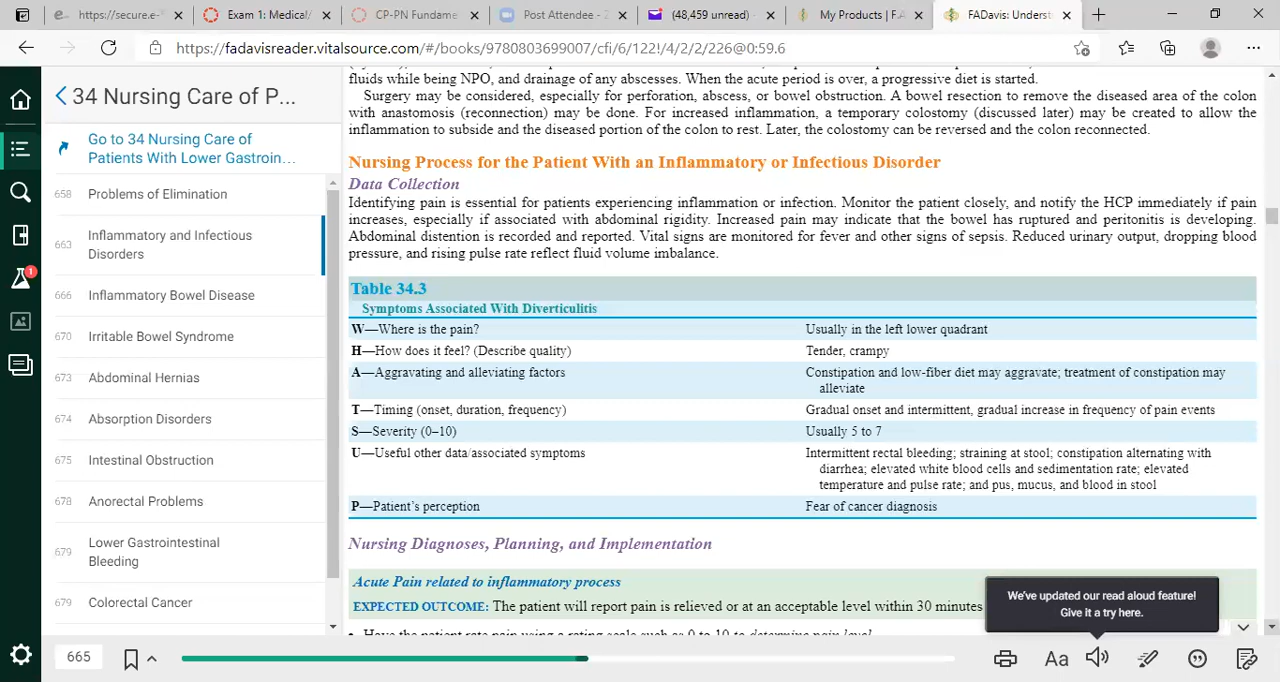 https://secure.e-
Exam 1: Medical/
CP-PN Fundame
Post Attendee - Z
(48,459 unread) -
My Products | F.A
FADavis: Underst
https://fadavisreader.vitalsource.com/#/books/9780803699007/cfi/6/122!/4/2/2/226@0:59.6
34 Nursing Care of P...
Go to 34 Nursing Care of
Patients With Lower Gastroin...
658 Problems of Elimination
663 Inflammatory and Infectious
Disorders
666 Inflammatory Bowel Disease
670 Irritable Bowel Syndrome
673 Abdominal Hernias
674 Absorption Disorders
675 Intestinal Obstruction
678 Anorectal Problems
679 Lower Gastrointestinal
Bleeding
679 Colorectal Cancer
1
fluids while being NPO, and drainage of any abscesses. When the acute period is over, a progressive diet is started.
Surgery may be considered, especially for perforation, abscess, or bowel obstruction. A bowel resection to remove the diseased area of the colon
with anastomosis (reconnection) may be done. For increased inflammation, a temporary colostomy (discussed later) may be created to allow the
inflammation to subside and the diseased portion of the colon to rest. Later, the colostomy can be reversed and the colon reconnected.
Nursing Process for the Patient With an Inflammatory or Infectious Disorder
Data Collection
Identifying pain is essential for patients experiencing inflammation or infection. Monitor the patient closely, and notify the HCP immediately if pain
increases, especially if associated with abdominal rigidity. Increased pain may indicate that the bowel has ruptured and peritonitis is developing.
Abdominal distention is recorded and reported. Vital signs are monitored for fever and other signs of sepsis. Reduced urinary output, dropping blood
pressure, and rising pulse rate reflect fluid volume imbalance.
Table 34.3
Symptoms Associated With Diverticulitis
W—Where is the pain? Usually in the left lower quadrant
H—How does it feel? (Describe quality) Tender, crampy
A—Aggravating and alleviating factors Constipation and low-fiber diet may aggravate; treatment of constipation may
alleviate
T—Timing (onset, duration, frequency) Gradual onset and intermittent, gradual increase in frequency of pain events
S—Severity (0–10) Usually 5 to 7
U—Useful other data/associated symptoms Intermittent rectal bleeding; straining at stool; constipation alternating with
diarrhea; elevated white blood cells and sedimentation rate; elevated
temperature and pulse rate; and pus, mucus, and blood in stool
P—Patient's perception Fear of cancer diagnosis
Nursing Diagnoses, Planning, and Implementation
Acute Pain related to inflammatory process
EXPECTED OUTCOME: The patient will report pain is relieved or at an acceptable level within 30 minutes
• Have the patient rate pain using a rating scale such as 0 to 10 to determine pain level
We've updated our read aloud feature!
Give it a try here.
665
Aa